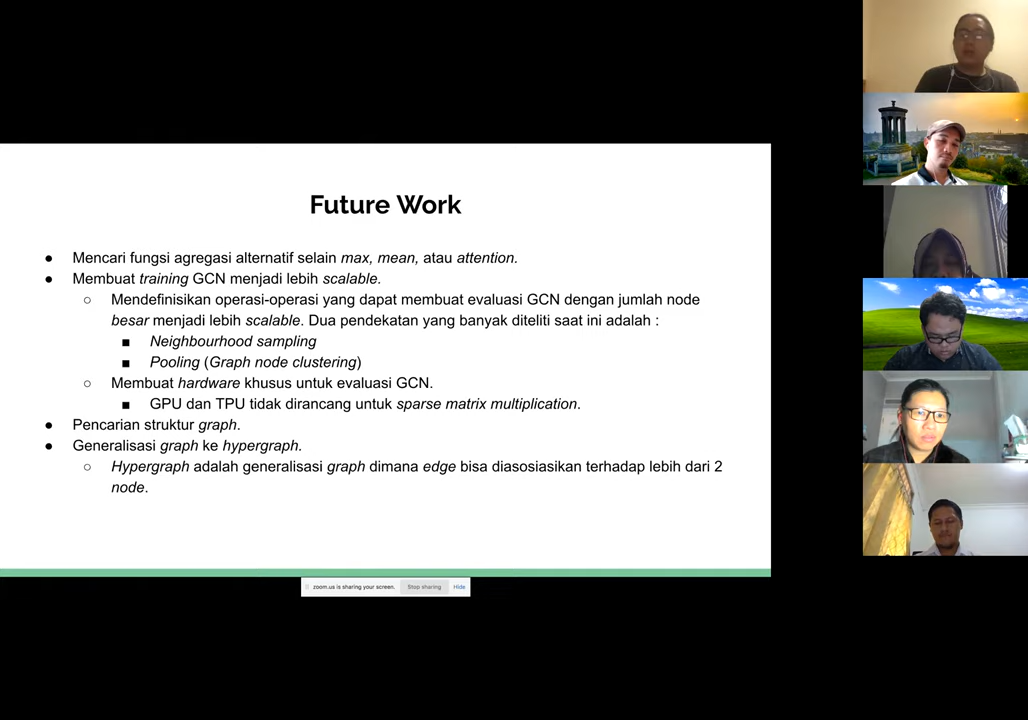 Future Work
● Mencari fungsi agregasi alternatif selain max, mean, atau attention.
● Membuat training GCN menjadi lebih scalable.
○ Mendefinisikan operasi-operasi yang dapat membuat evaluasi GCN dengan jumlah node
besar menjadi lebih scalable. Dua pendekatan yang banyak diteliti saat ini adalah :
■ Neighbourhood sampling
■ Pooling (Graph node clustering)
○ Membuat hardware khusus untuk evaluasi GCN.
■ GPU dan TPU tidak dirancang untuk sparse matrix multiplication.
● Pencarian struktur graph.
● Generalisasi graph ke hypergraph.
○ Hypergraph adalah generalisasi graph dimana edge bisa diasosiasikan terhadap lebih dari 2
node.
zoom.us is sharing your screen. Stop sharing Hide